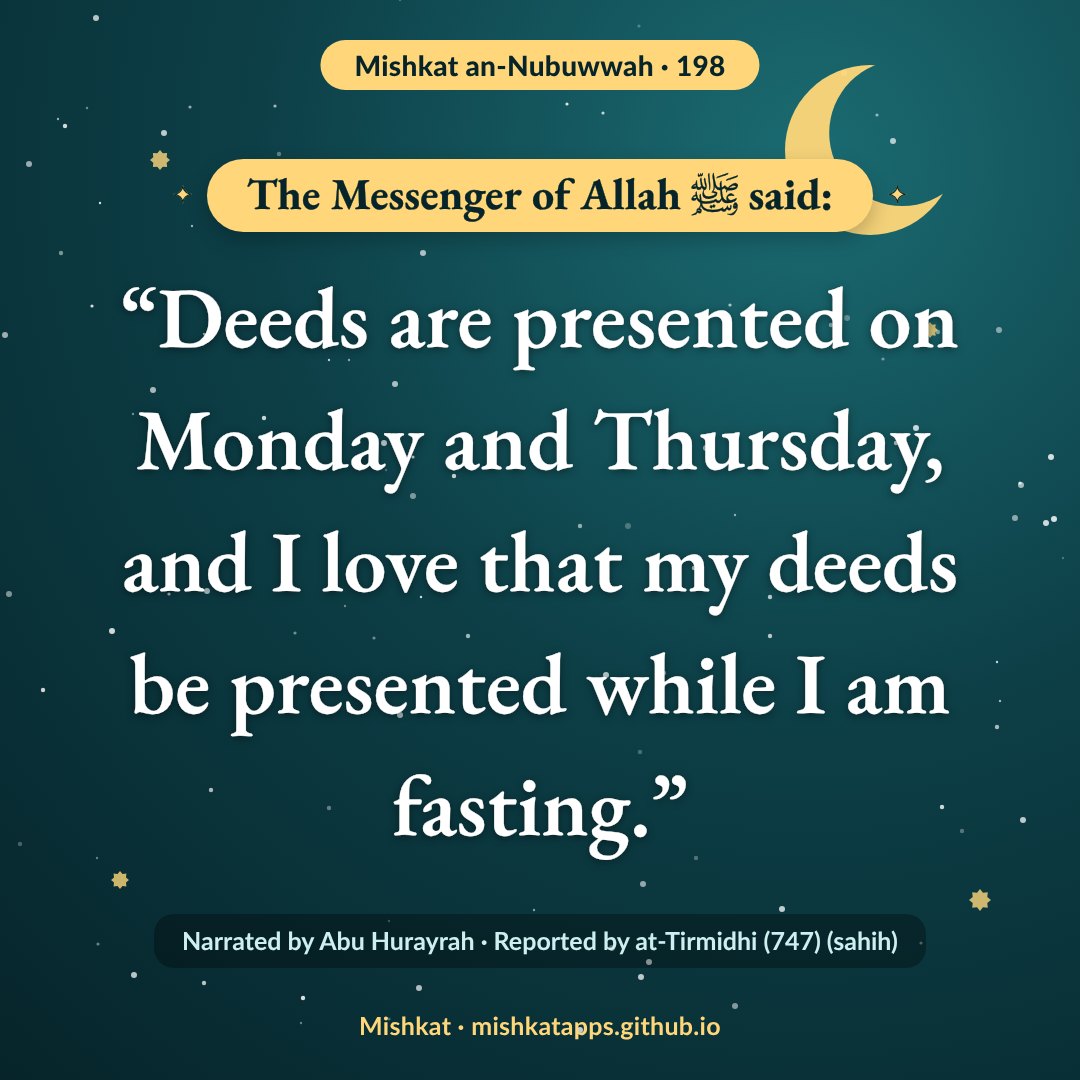 Mishkat an-Nubuwwah · 198
The Messenger of Allah ﷺ said:
“Deeds are presented on
Monday and Thursday,
and I love that my deeds
be presented while I am
fasting.”
Narrated by Abu Hurayrah · Reported by at-Tirmidhi (747) (sahih)
Mishkat · mishkatapps.github.io